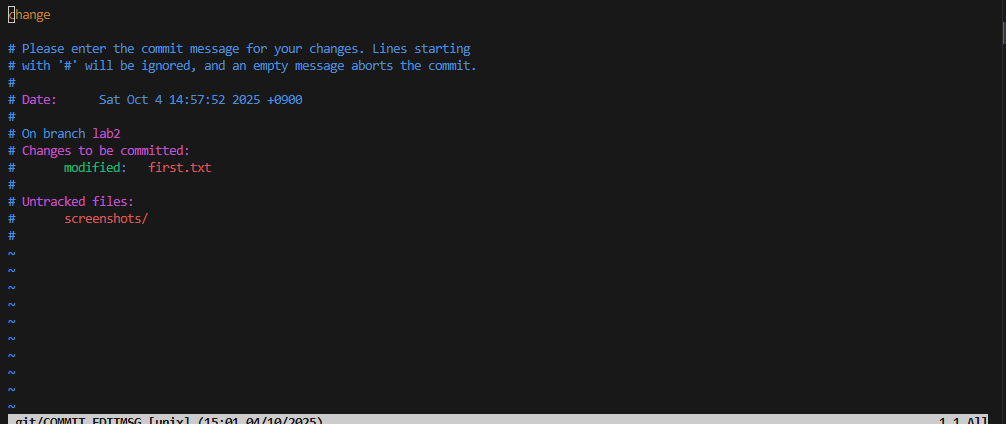 change

# Please enter the commit message for your changes. Lines starting
# with '#' will be ignored, and an empty message aborts the commit.
#
# Date:      Sat Oct 4 14:57:52 2025 +0900
#
# On branch lab2
# Changes to be committed:
#       modified:   first.txt
#
# Untracked files:
#       screenshots/
#
~
~
~
~
~
~
~
~
~
~
.git/COMMIT_EDITMSG [unix] (15:01 04/10/2025) 1,1 All